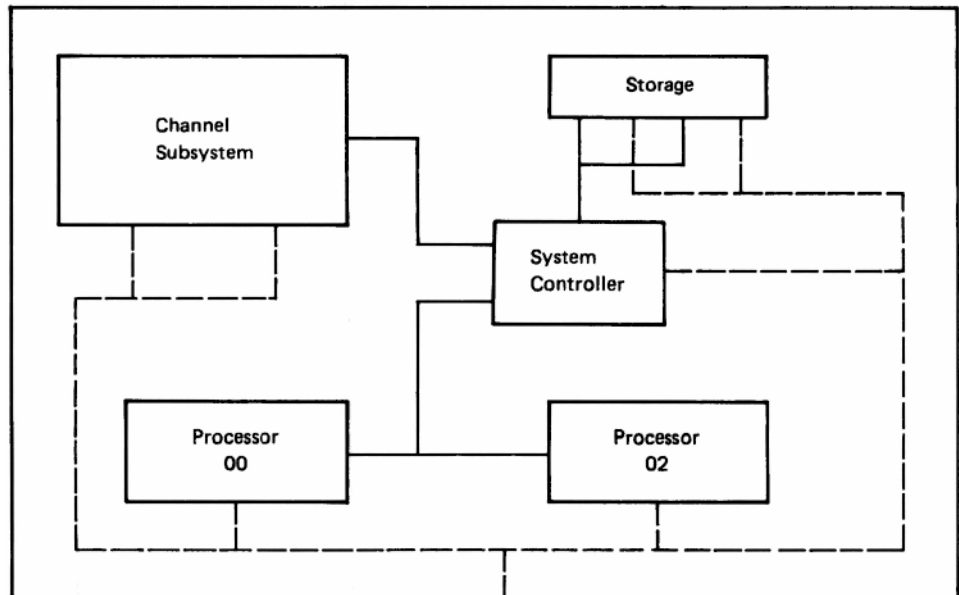 Channel
Subsystem
Storage
System
Controller
Processor
00
Processor
02